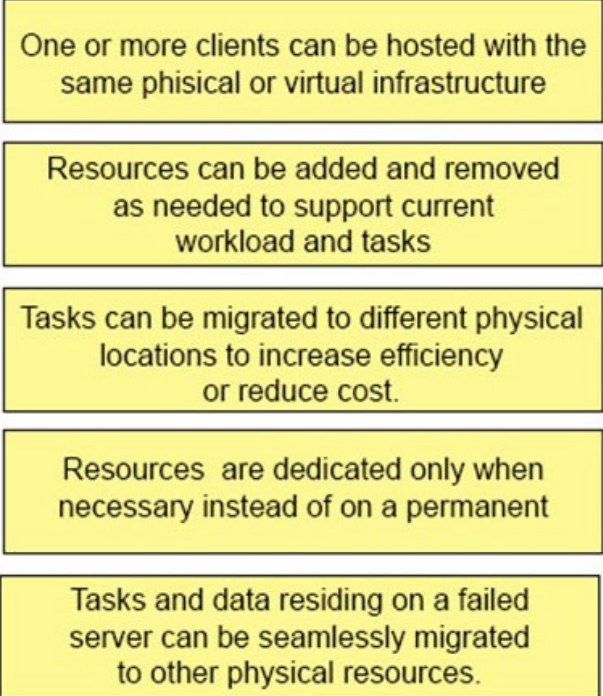 One or more clients can be hosted with the
same phisical or virtual infrastructure
Resources can be added and removed
as needed to support current
workload and tasks
Tasks can be migrated to different physical
locations to increase efficiency
or reduce cost.
Resources are dedicated only when
necessary instead of on a permanent
Tasks and data residing on a failed
server can be seamlessly migrated
to other physical resources.